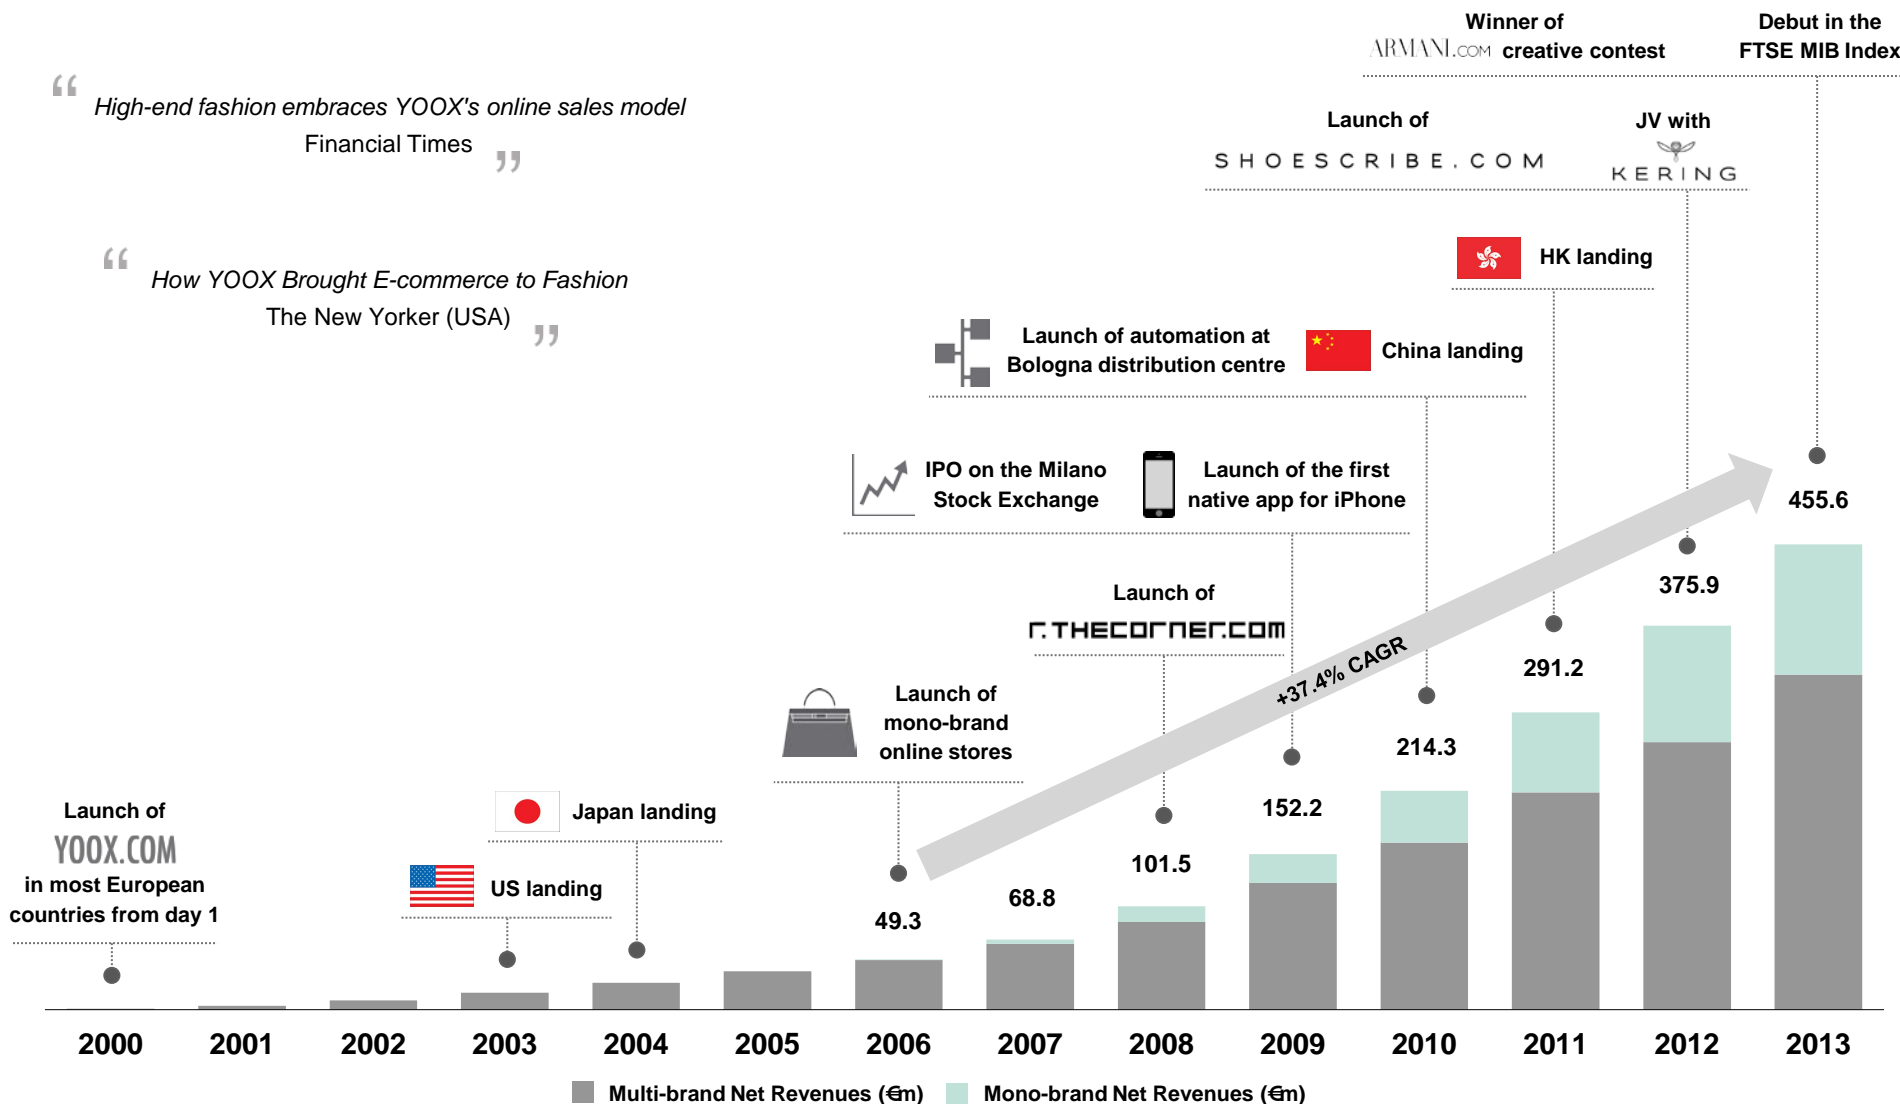 “
High-end fashion embraces YOOX's online sales model
Financial Times
”
“
How YOOX Brought E-commerce to Fashion
The New Yorker (USA)
”
Winner of
ARMANI.COM creative contest
Debut in the
FTSE MIB Index
Launch of
SHOESCRIBE.COM
JV with
KERING
HK landing
Launch of automation at
Bologna distribution centre
China landing
IPO on the Milano
Stock Exchange
Launch of the first
native app for iPhone
Launch of
THECORNER.COM
Launch of
mono-brand
online stores
Japan landing
US landing
Launch of
YOOX.COM
in most European
countries from day 1
+37.4% CAGR
49.3
68.8
101.5
152.2
214.3
291.2
375.9
455.6
2000 2001 2002 2003 2004 2005 2006 2007 2008 2009 2010 2011 2012 2013
Multi-brand Net Revenues (€m) Mono-brand Net Revenues (€m)